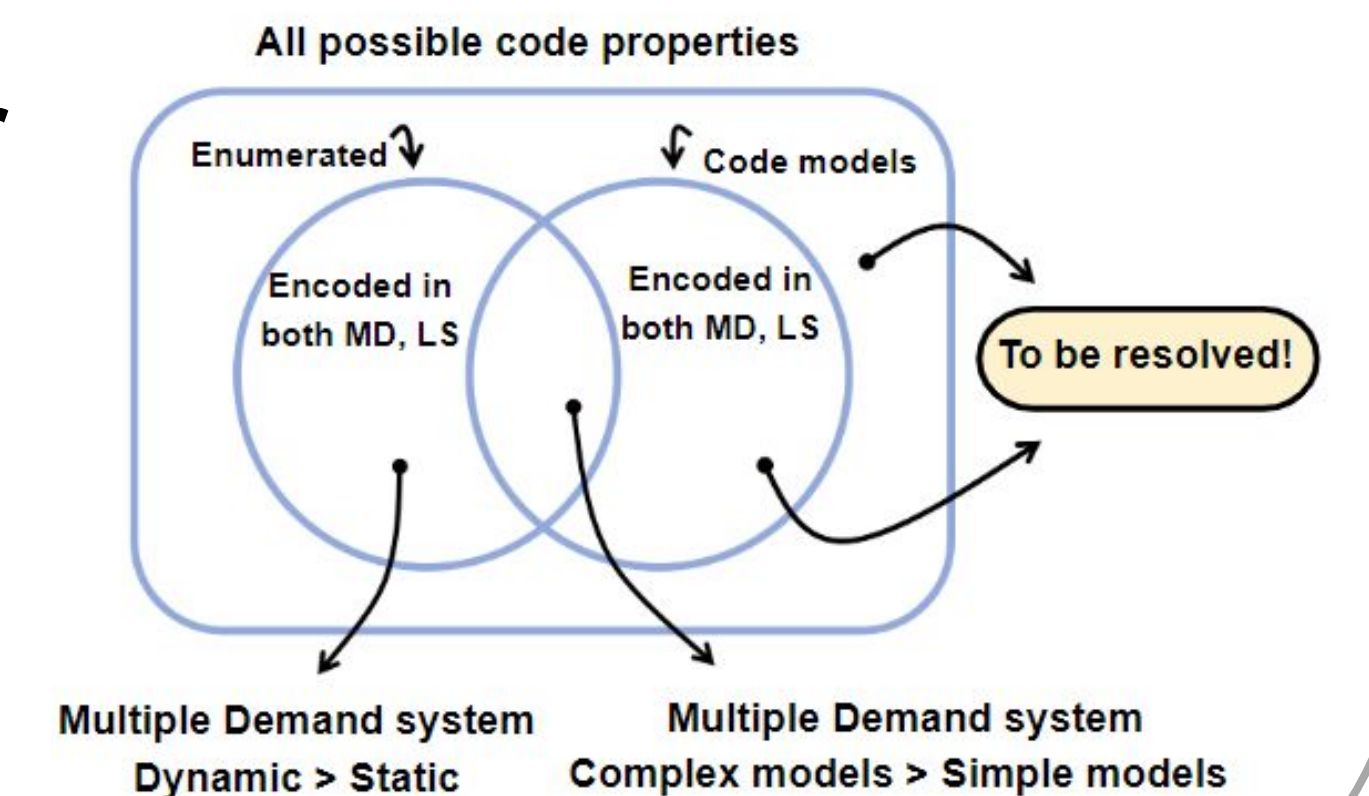 All possible code properties
Enumerated
Code models
Encoded in
both MD, LS
Encoded in
both MD, LS
To be resolved!
Multiple Demand system
Dynamic > Static
Multiple Demand system
Complex models > Simple models